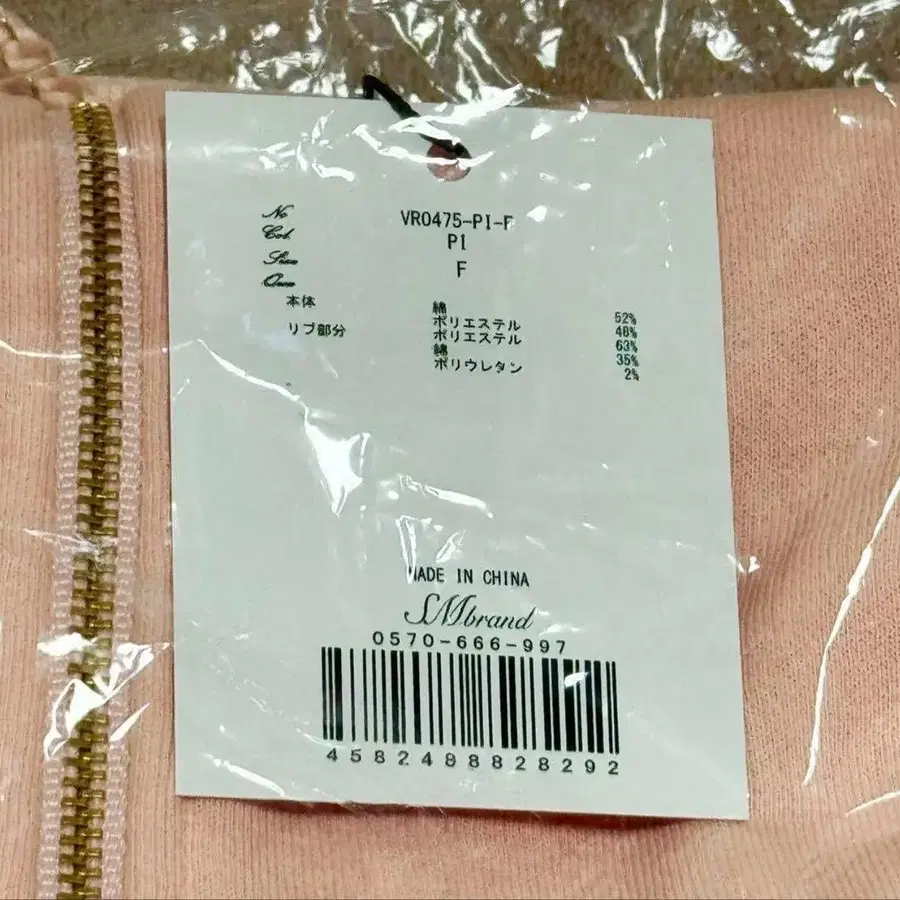 No VR0475-PI-F
Col. PI
Size F
Qua
本体 綿 52%
ポリエステル 48%
リブ部分 ポリエステル 63%
綿 35%
ポリウレタン 2%
MADE IN CHINA
SMbrand
0570-666-997
4582488828292